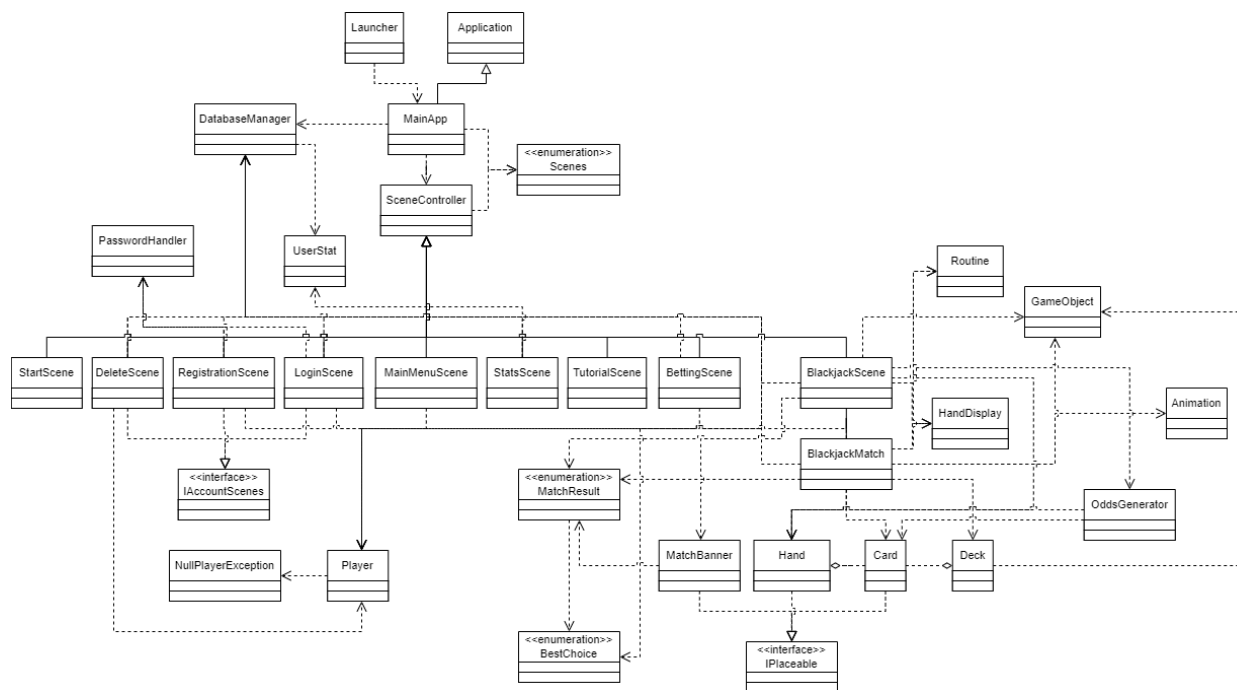 Launcher
Application
DatabaseManager
MainApp
<<enumeration>>
Scenes
SceneController
PasswordHandler
UserStat
Routine
GameObject
StartScene
DeleteScene
RegistrationScene
LoginScene
MainMenuScene
StatsScene
TutorialScene
BettingScene
BlackjackScene
HandDisplay
Animation
BlackjackMatch
<<interface>>
IAccountScenes
<<enumeration>>
MatchResult
OddsGenerator
NullPlayerException
Player
MatchBanner
Hand
Card
Deck
<<enumeration>>
BestChoice
<<interface>>
IPlaceable